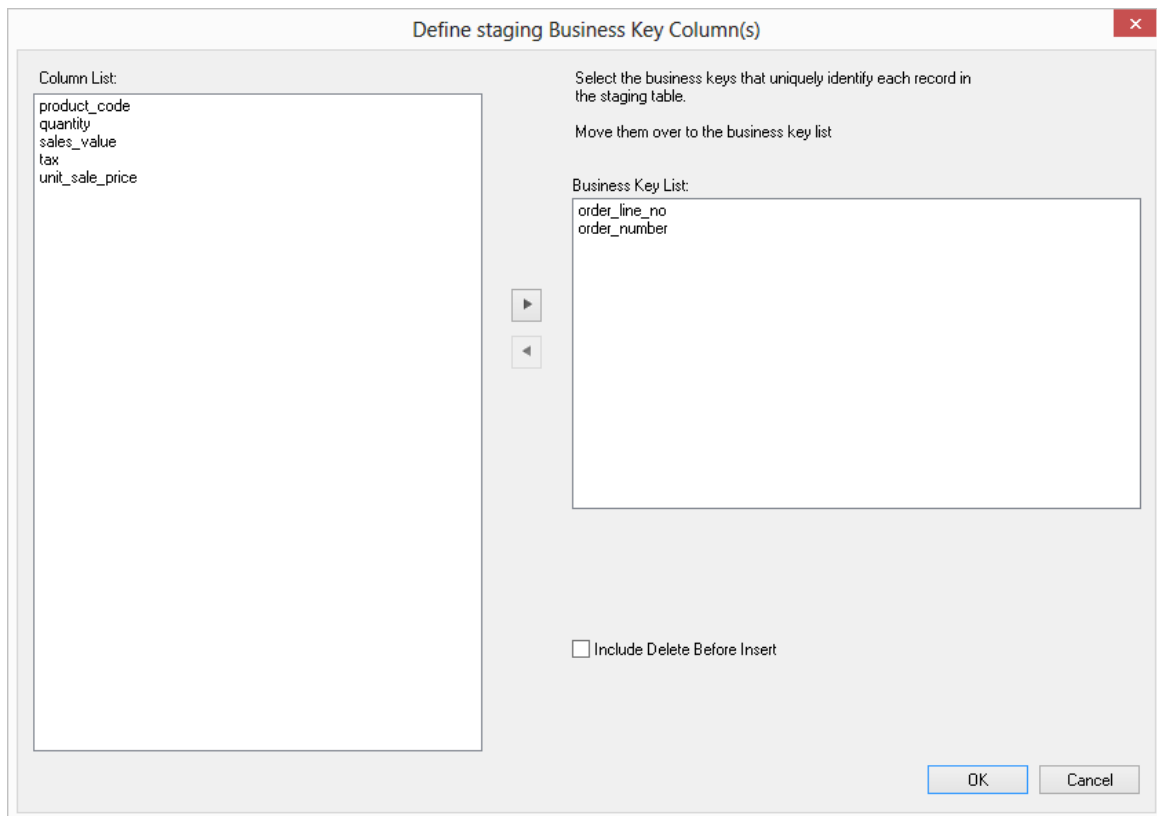 Define staging Business Key Column(s)
Column List:
product_code
quantity
sales_value
tax
unit_sale_price
Select the business keys that uniquely identify each record in
the staging table.
Move them over to the business key list
Business Key List:
order_line_no
order_number
Include Delete Before Insert
OK
Cancel